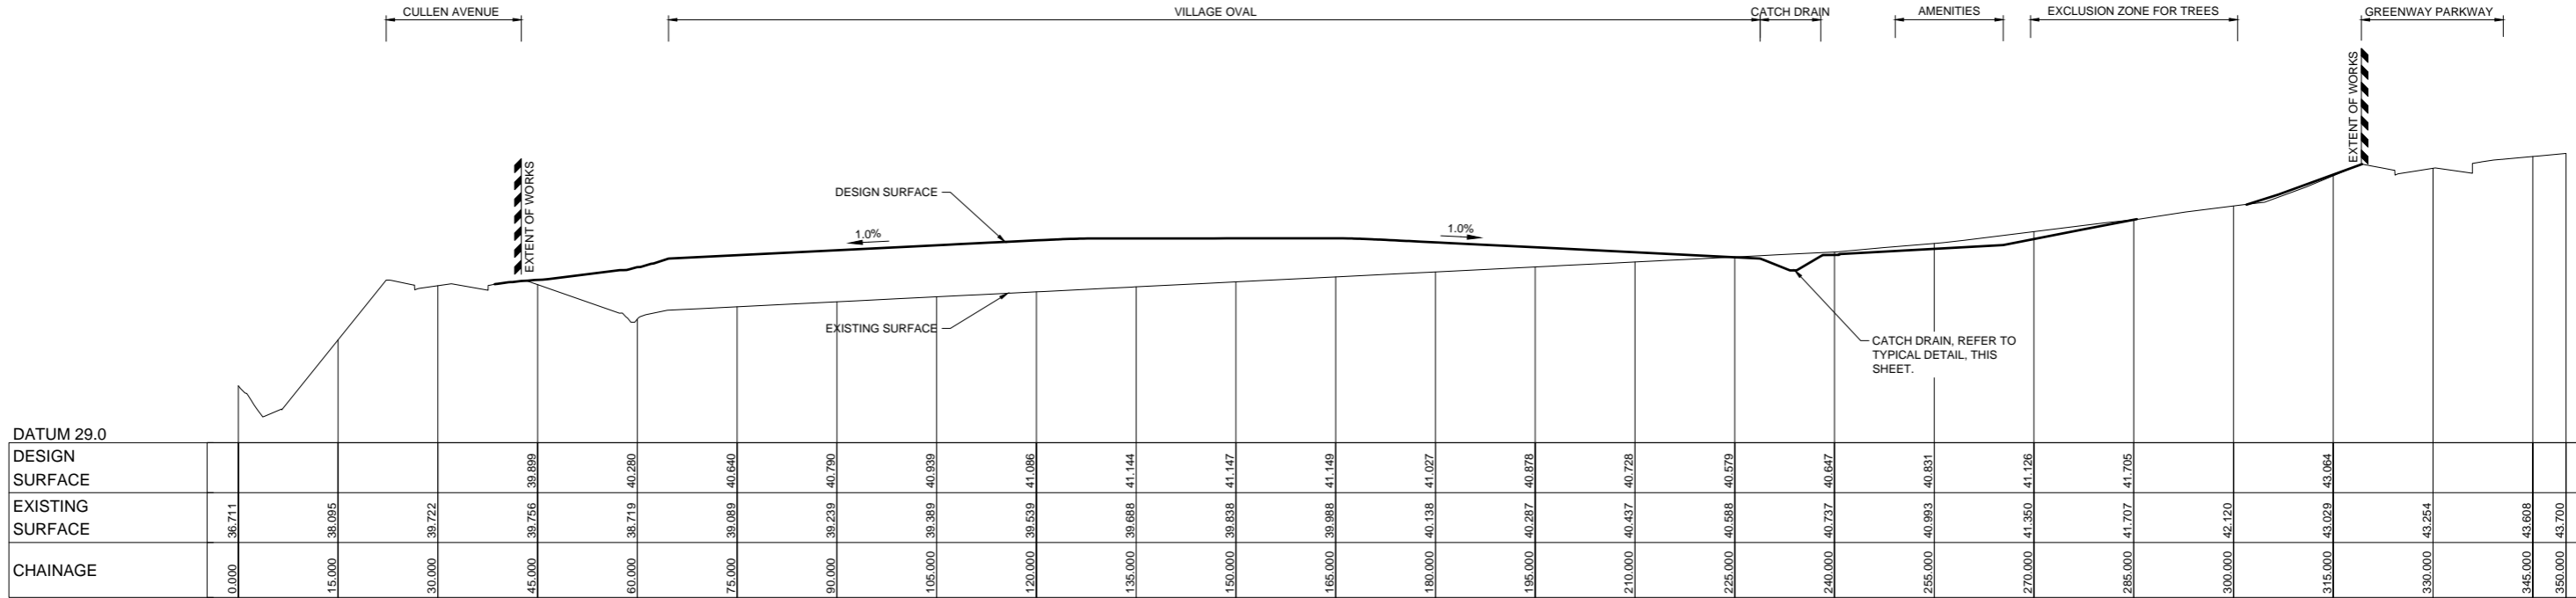 CULLEN AVENUE
VILLAGE OVAL
CATCH DRAIN
AMENITIES
EXCLUSION ZONE FOR TREES
GREENWAY PARKWAY
EXTENT OF WORKS
EXTENT OF WORKS
DESIGN SURFACE
1.0%
1.0%
EXISTING SURFACE
CATCH DRAIN, REFER TO
TYPICAL DETAIL, THIS
SHEET.
DATUM 29.0
DESIGN
SURFACE
39.899 40.280 40.640 40.790 40.939 41.086 41.144 41.147 41.149 41.027 40.878 40.728 40.579 40.647 40.831 41.126 41.705 43.064
EXISTING
SURFACE
36.711 38.095 39.722 39.756 38.719 39.089 39.239 39.389 39.539 39.688 39.838 39.988 40.138 40.287 40.437 40.588 40.737 40.993 41.350 41.707 42.120 43.029 43.254 43.608 43.700
CHAINAGE
0.000 15.000 30.000 45.000 60.000 75.000 90.000 105.000 120.000 135.000 150.000 165.000 180.000 195.000 210.000 225.000 240.000 255.000 270.000 285.000 300.000 315.000 330.000 345.000 350.000